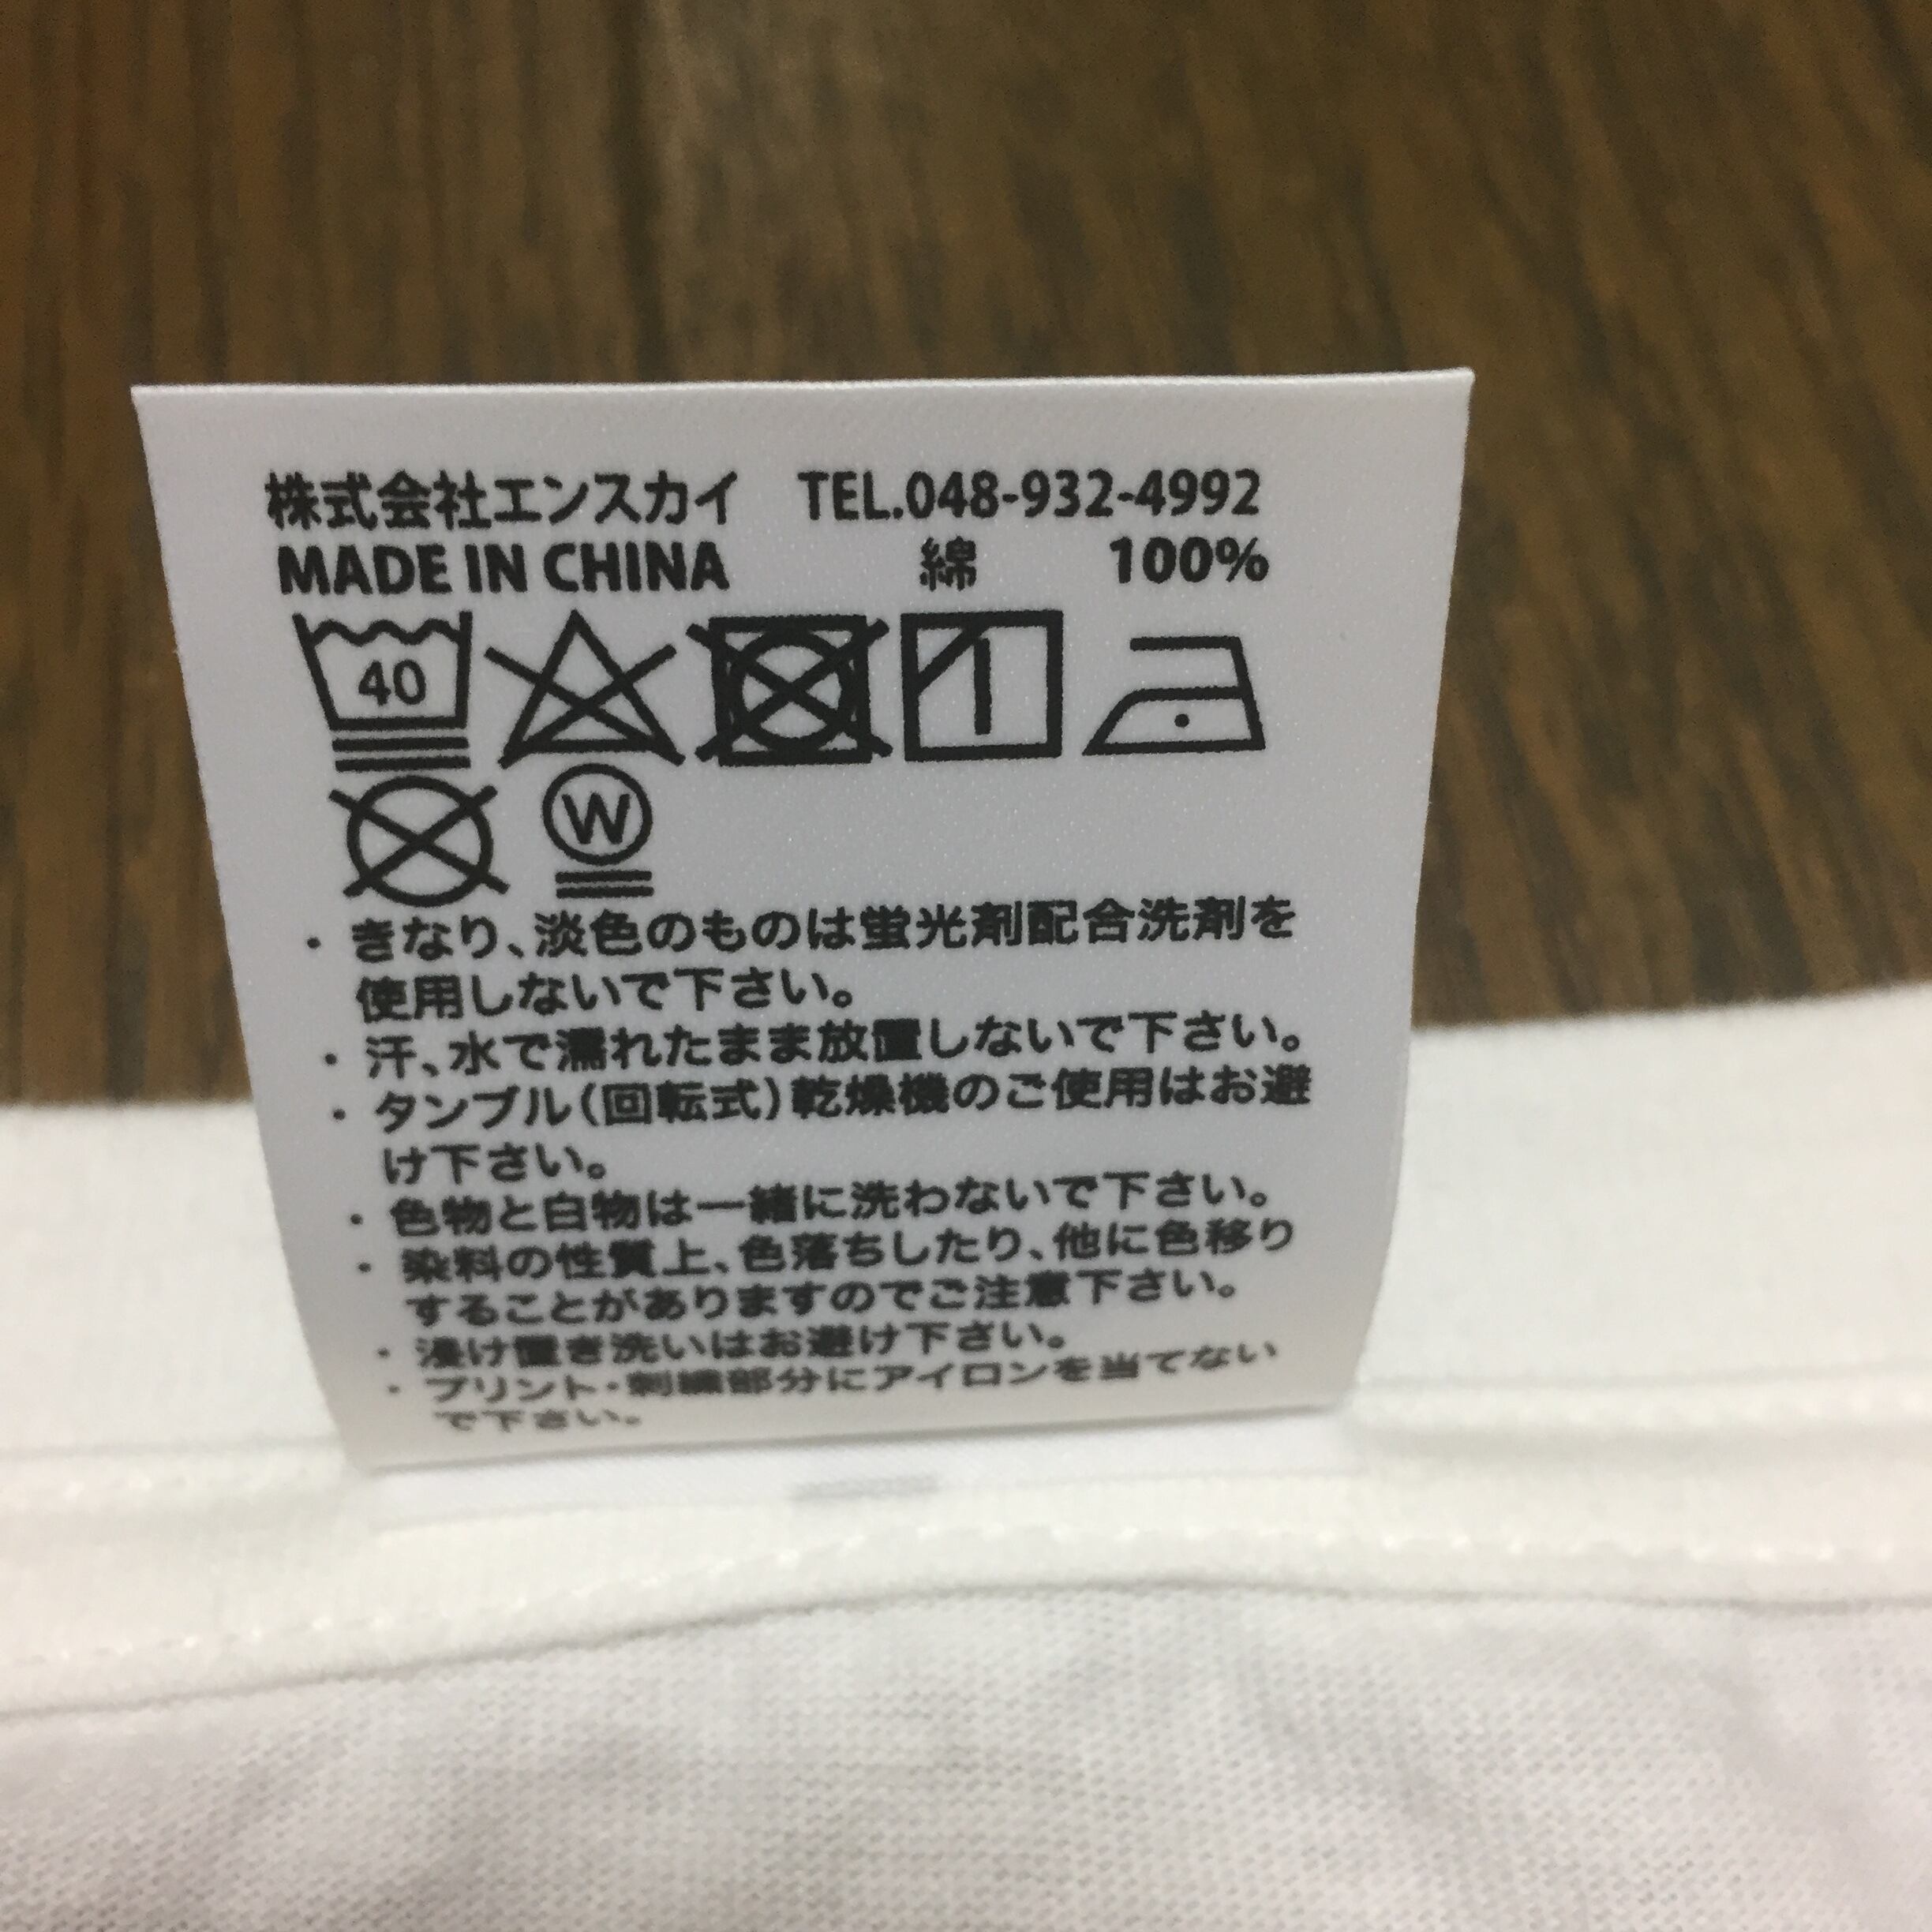 株式会社エンスカイ TEL.048-932-4992
MADE IN CHINA 綿 100%
40
W
・きなり、淡色のものは蛍光剤配合洗剤を
使用しないで下さい。
・汗、水で濡れたまま放置しないで下さい。
・タンブル(回転式)乾燥機のご使用はお避
け下さい。
・色物と白物は一緒に洗わないで下さい。
・染料の性質上、色落ちしたり、他に色移り
することがありますのでご注意下さい。
・浸け置き洗いはお避け下さい。
・プリント・刺繍部分にアイロンを当てない
で下さい。